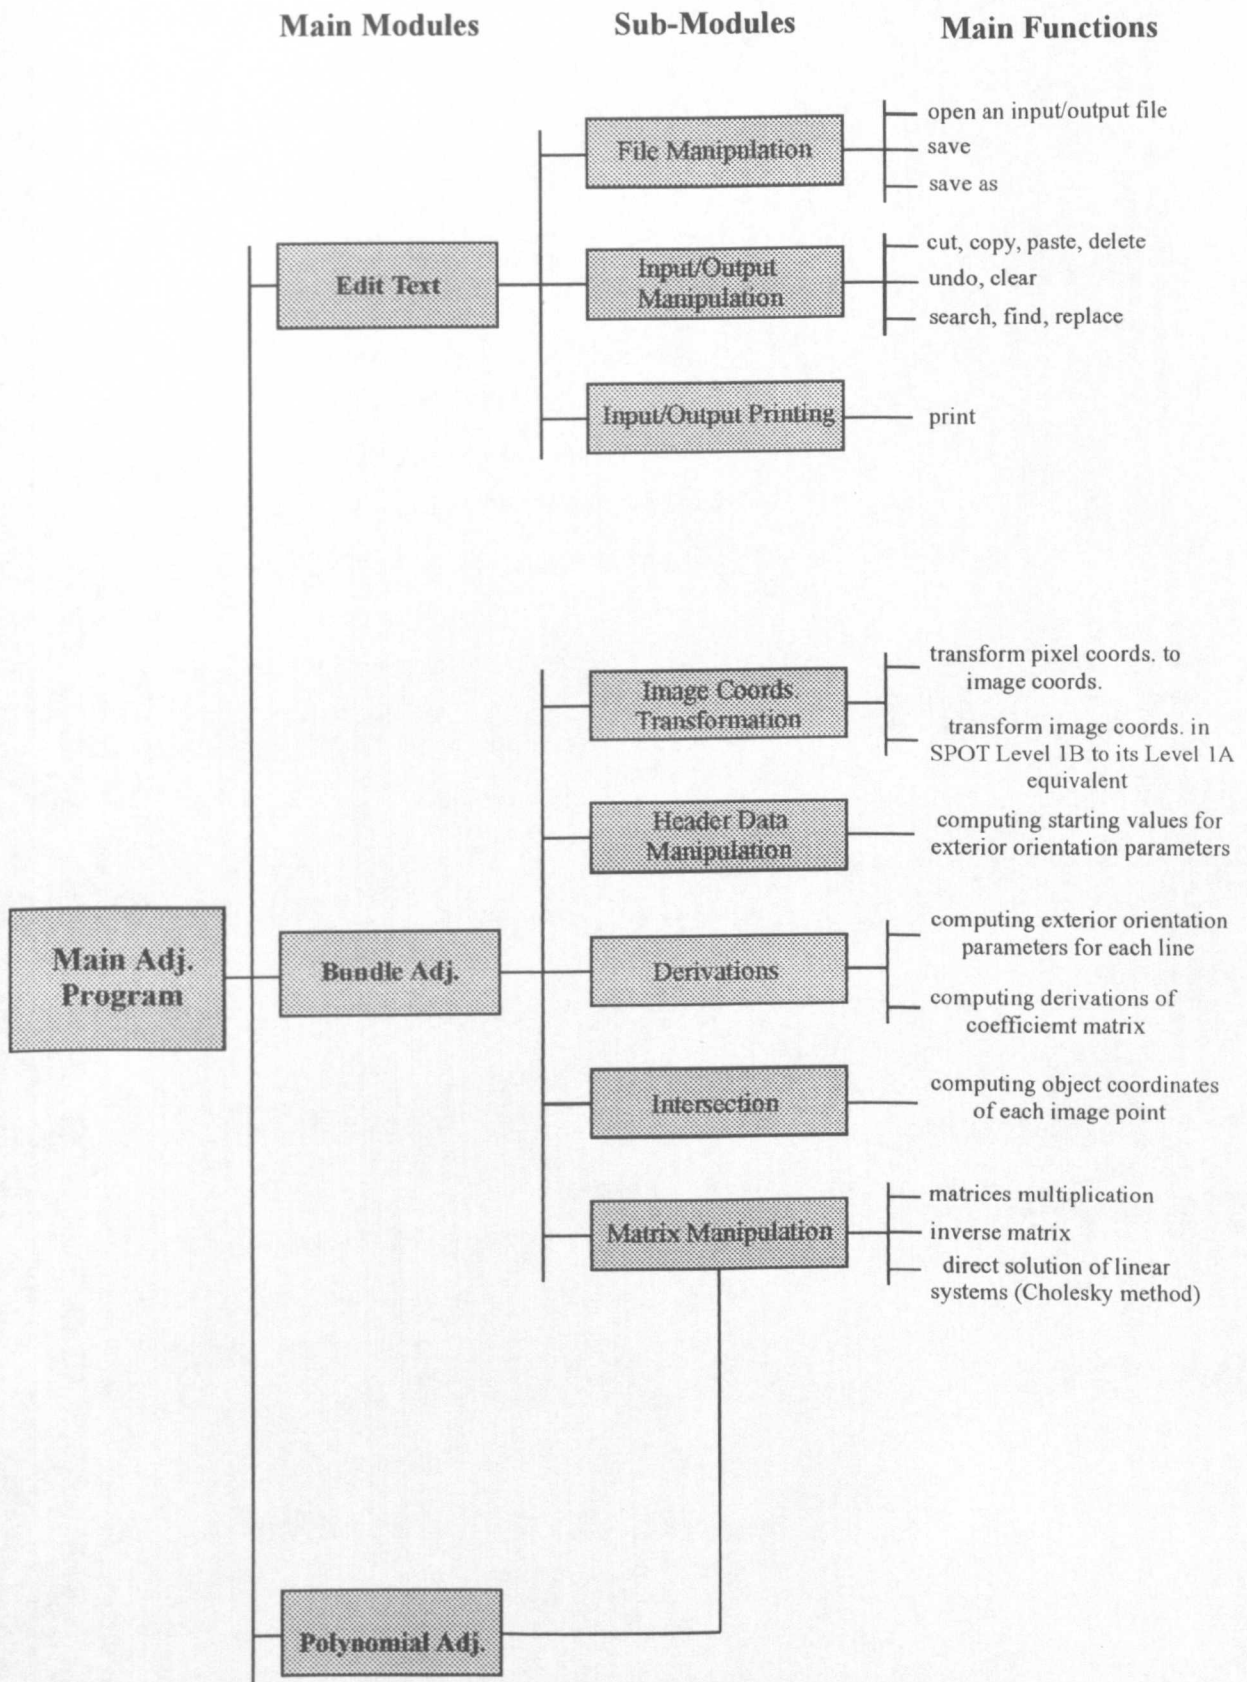 Main Modules
Sub-Modules
Main Functions
File Manipulation
open an input/output file
save
save as
Edit Text
Input/Output
Manipulation
cut, copy, paste, delete
undo, clear
search, find, replace
Input/Output Printing
print
Image Coords.
Transformation
transform pixel coords. to
image coords.
transform image coords. in
SPOT Level 1B to its Level 1A
equivalent
Header Data
Manipulation
computing starting values for
exterior orientation parameters
Main Adj.
Program
Bundle Adj.
Derivations
computing exterior orientation
parameters for each line
computing derivations of
coefficiemt matrix
Intersection
computing object coordinates
of each image point
Matrix Manipulation
matrices multiplication
inverse matrix
direct solution of linear
systems (Cholesky method)
Polynomial Adj.